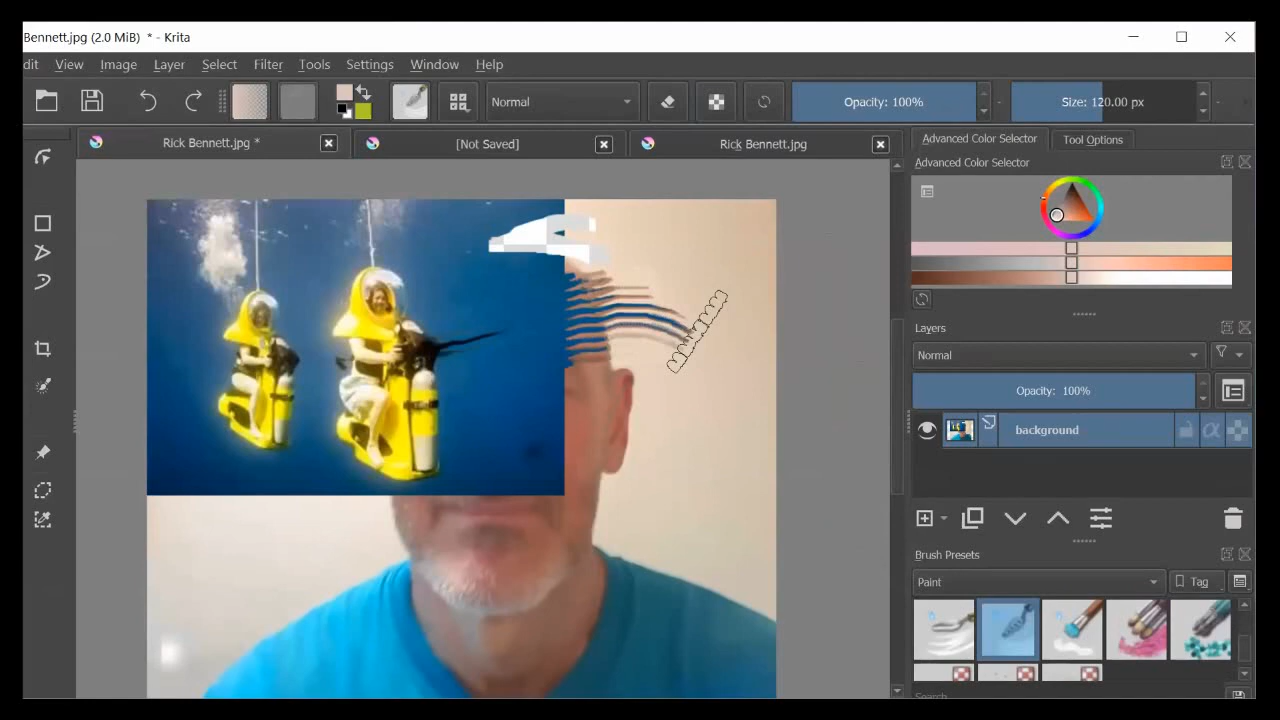 Bennett.jpg (2.0 MiB) * - Krita
dit View Image Layer Select Filter Tools Settings Window Help
Normal Opacity: 100% Size: 120.00 px
Rick Bennett.jpg * [Not Saved] Rick Bennett.jpg
Advanced Color Selector Tool Options
Advanced Color Selector
Layers
Normal
Opacity: 100%
background
Brush Presets
Paint Tag
Search